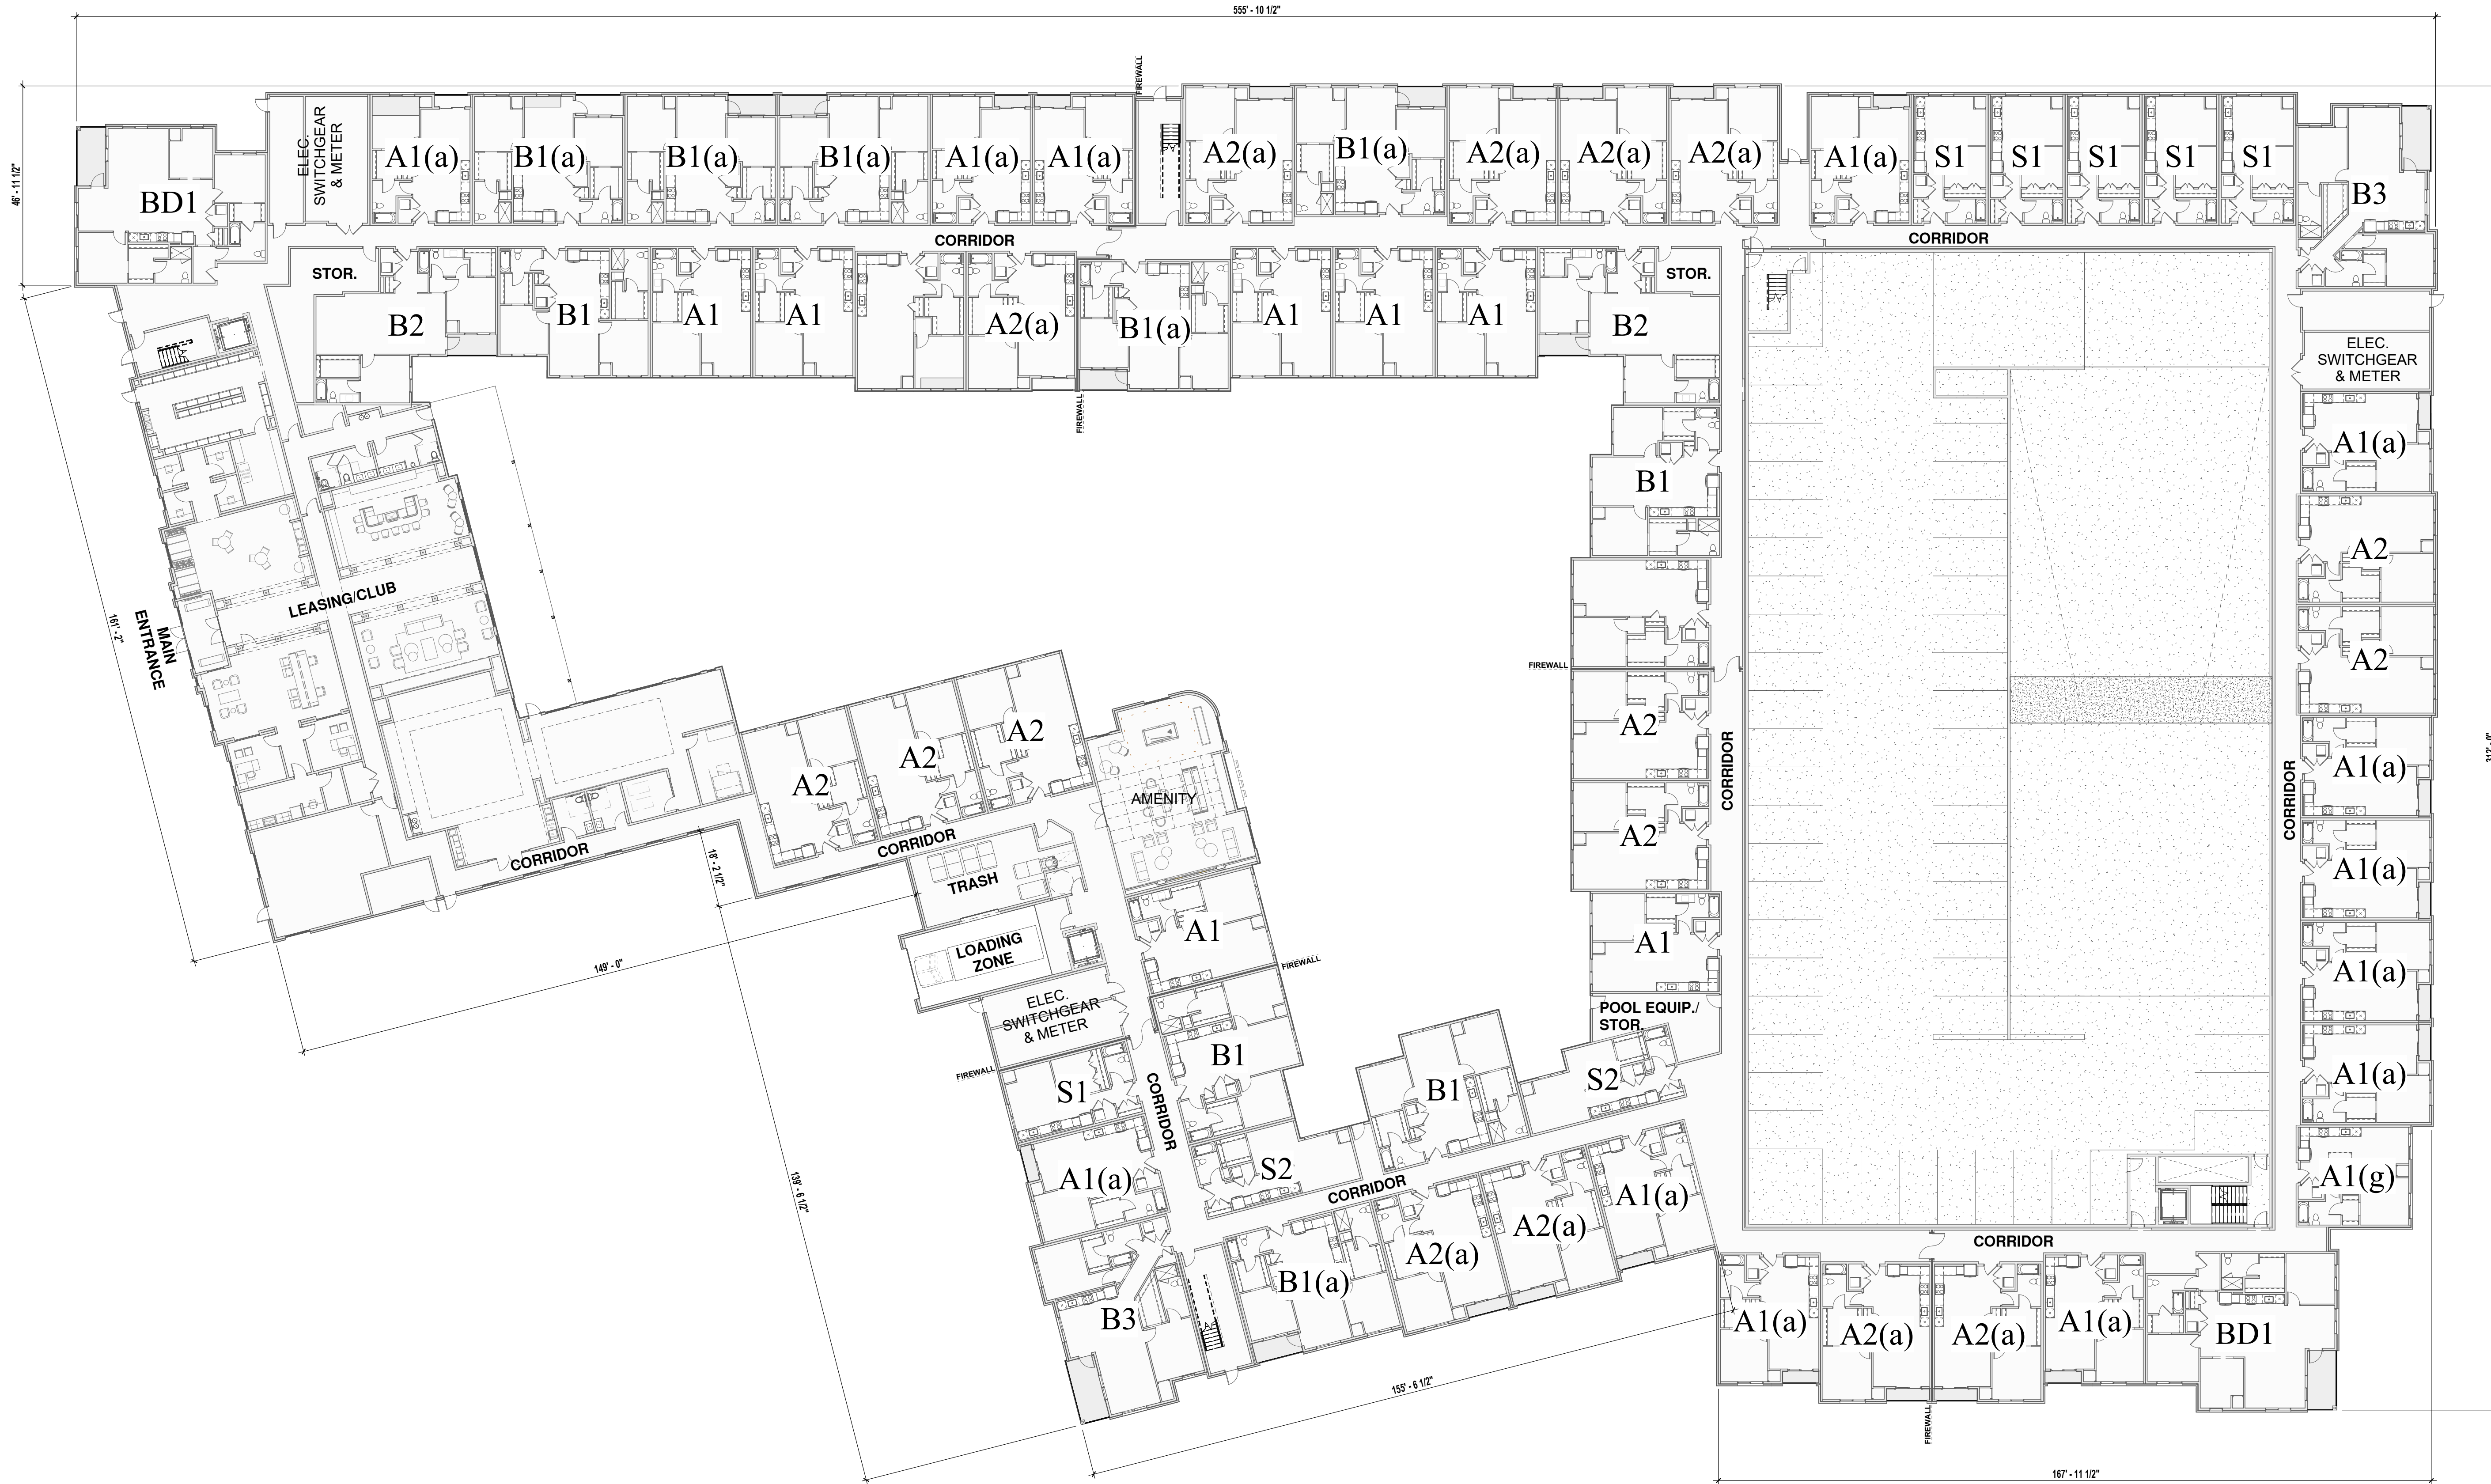 555' - 10 1/2"
FIREWALL
46' - 11 1/2"
BD1
ELEC.
SWITCHGEAR
& METER
A1(a)
B1(a)
B1(a)
B1(a)
A1(a)
A1(a)
A2(a)
B1(a)
A2(a)
A2(a)
A2(a)
A1(a)
S1
S1
S1
S1
S1
B3
CORRIDOR
CORRIDOR
STOR.
B2
B1
A1
A1
A2(a)
B1(a)
A1
A1
A1
B2
STOR.
FIREWALL
ELEC.
SWITCHGEAR
& METER
A1(a)
B1
A2
LEASING/CLUB
MAIN
ENTRANCE
161' - 2"
FIREWALL
A2
A2
A2
A2
A2
CORRIDOR
A2
312' - 0"
CORRIDOR
A1(a)
AMENITY
A2
CORRIDOR
CORRIDOR
18' - 2 1/2"
TRASH
A1(a)
A1
LOADING
ZONE
A1
A1(a)
149' - 0"
FIREWALL
ELEC.
SWITCHGEAR
& METER
POOL EQUIP./
STOR.
B1
FIREWALL
S1
B1
S2
A1(a)
CORRIDOR
139' - 6 1/2"
A1(a)
S2
CORRIDOR
A1(a)
A1(g)
A2(a)
A2(a)
B1(a)
B3
CORRIDOR
A1(a)
A2(a)
A2(a)
A1(a)
BD1
155' - 6 1/2"
FIREWALL
167' - 11 1/2"